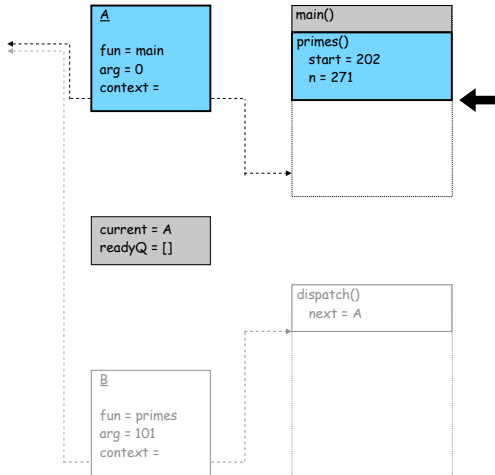 A
fun = main
arg = 0
context =
main()
primes()
start = 202
n = 271
current = A
readyQ = []
dispatch()
next = A
B
fun = primes
arg = 101
context =